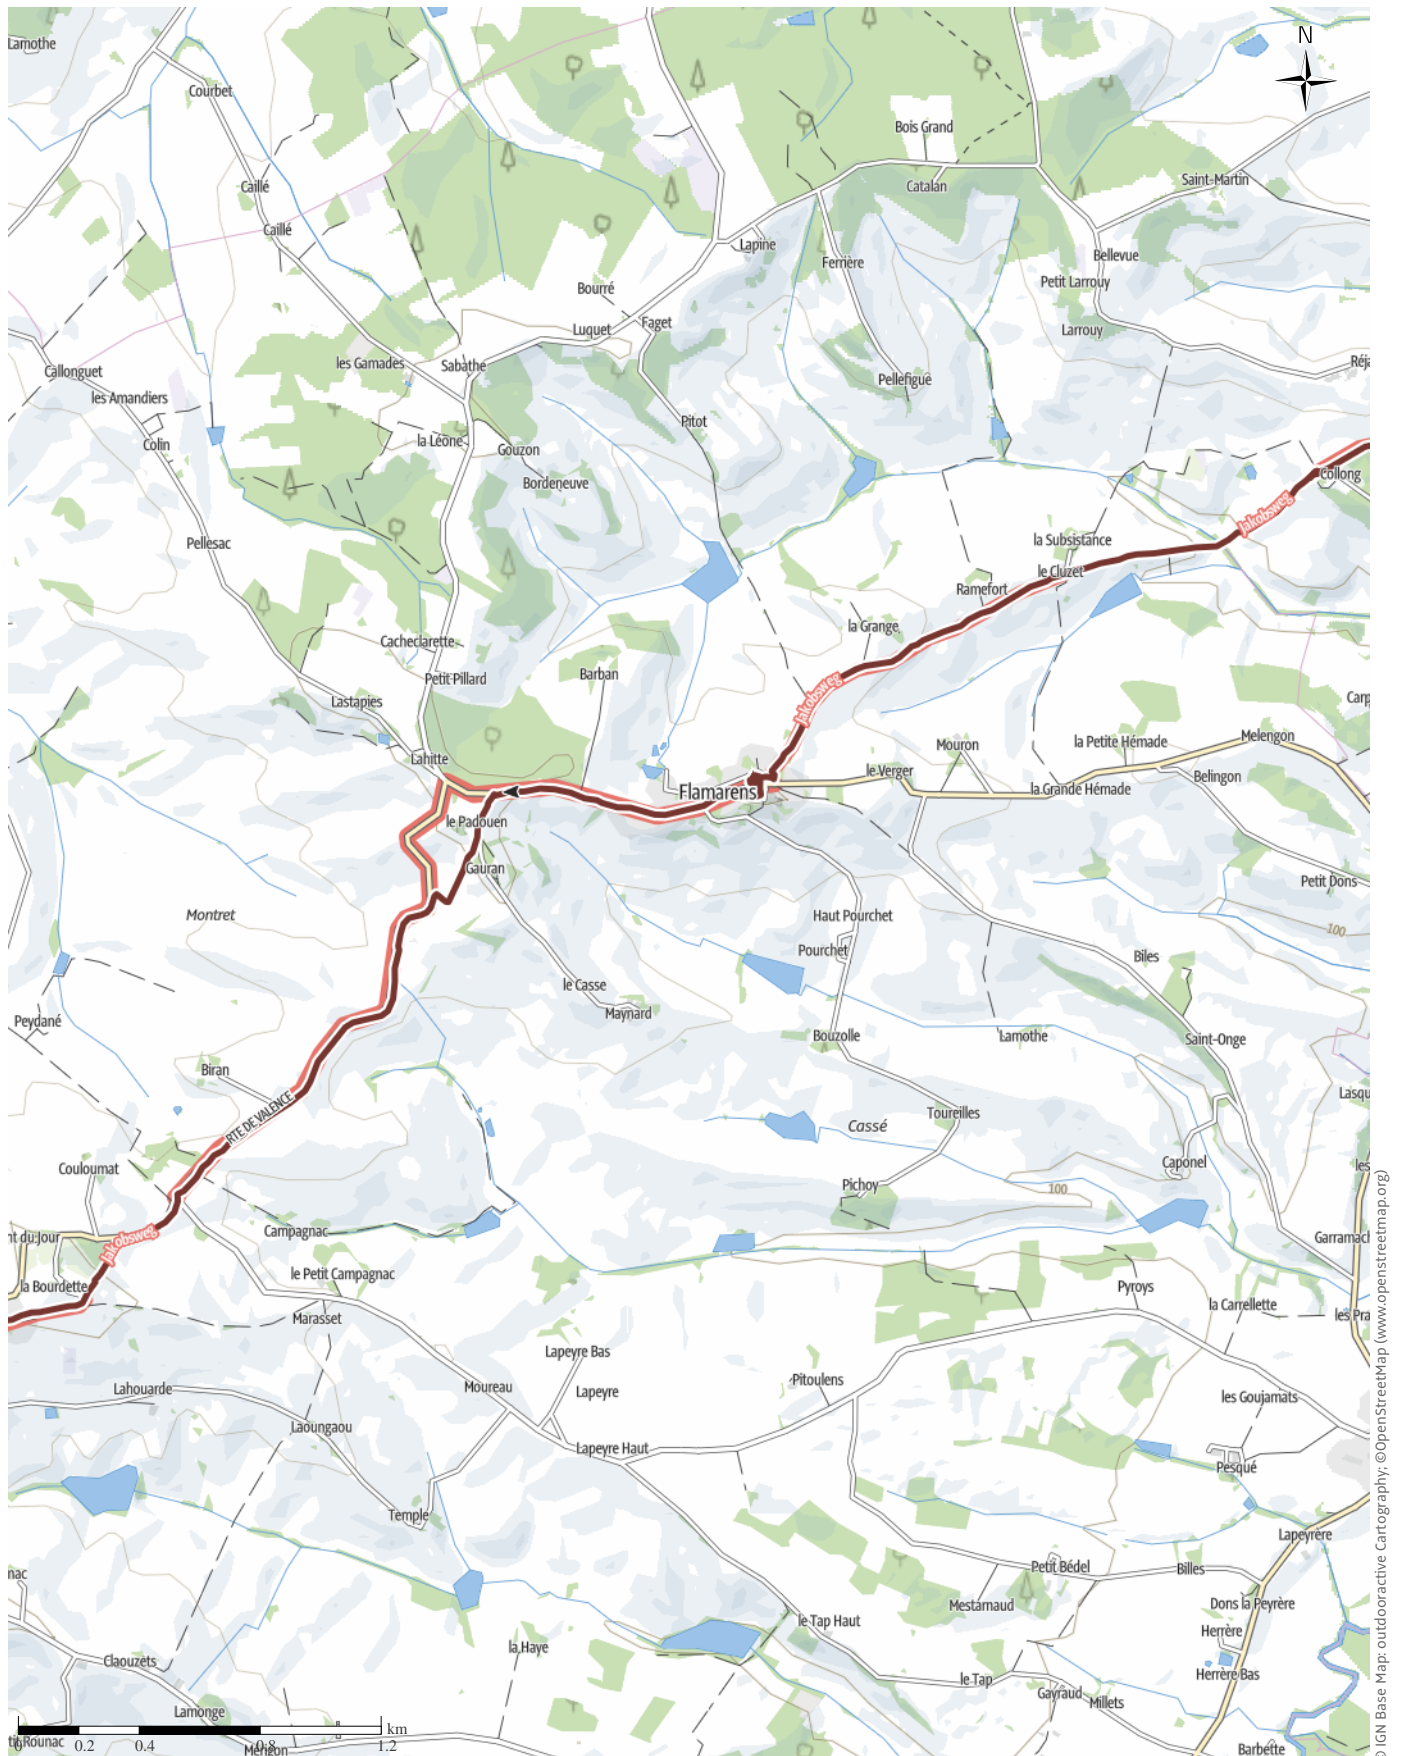 N
Lamothe
Courbet
Bois Grand
Caillé
Catalan
Saint-Martin
Caillé
Lapine
Ferrière
Bellevue
Petit Larrouy
Bourré
Luquet
Faget
Larrouy
les Gamades
Sabathe
Callonguet
Pellefigue
les Amandiers
Pitot
Colin
la Léone
Gouzon
Collong
Bordeneuve
Jakobsweg
Pellesac
la Subsistance
le Cluzet
Ramefort
la Grange
Cacheclarette
Petit Pillard
Barban
Jakobsweg
Lastapies
Mouron
la Petite Hémade
Melengon
Lahitte
le Verger
Belingon
Flamarens
la Grande Hémade
le Padouen
Gauran
Petit Dons
Montret
Haut Pourchet
100
Pourchet
Biles
le Casse
Maynard
Peydané
Bouzolle
Lamothe
Saint-Onge
Biran
RTE DE VALENCE
Toureilles
Cassé
Couloumat
Caponel
Pichoy
100
Jakobsweg
Campagnac
nt du Jour
le Petit Campagnac
la Bourdette
Pyroys
la Carrellette
Marasset
Lapeyre Bas
Lahouarde
Moureau
Lapeyre
Pitoulens
les Goujamats
Laoungaou
Lapeyre Haut
Pesqué
Temple
Lapeyrère
Petit Bédel
Billes
Mestarnaud
Dons la Peyrère
le Tap Haut
Herrère
la Haye
Claouzets
Herrère Bas
le Tap
Gayraud
Millets
Lamonge
Barbette
km
0 0.2 0.4 0.8 1.2
IGN Base Map: outdooractive Cartography; ©OpenStreetMap (www.openstreetmap.org)